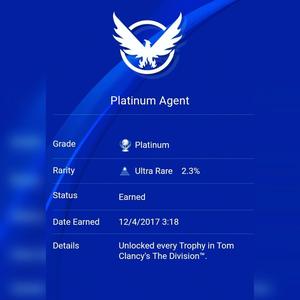 Platinum Agent
Grade Platinum
Rarity Ultra Rare 2.3%
Status Earned
Date Earned 12/4/2017 3:18
Details Unlocked every Trophy in Tom
Clancy's The Division™.